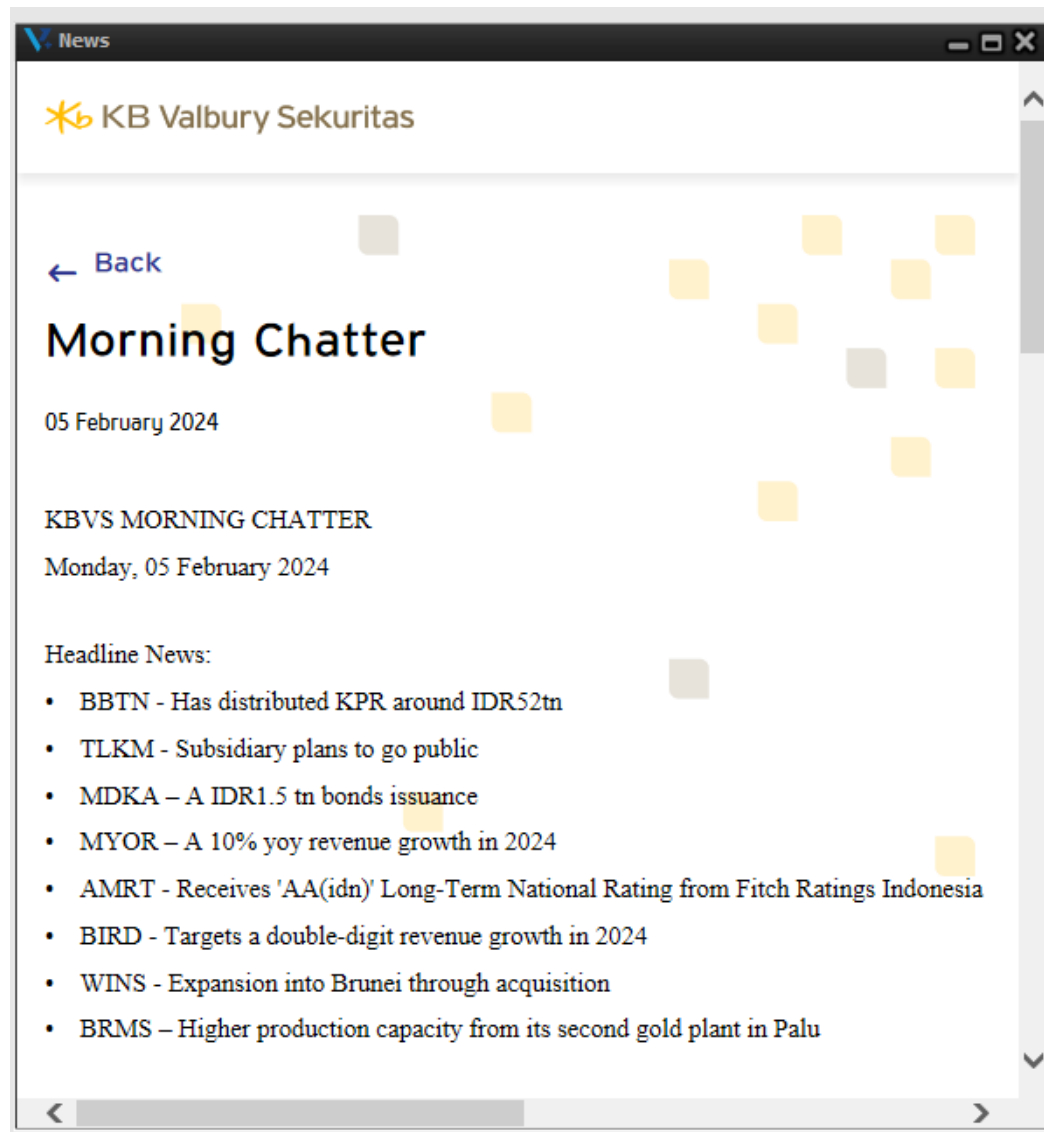 News
KB Valbury Sekuritas
← Back
Morning Chatter
05 February 2024
KBVS MORNING CHATTER
Monday, 05 February 2024
Headline News:
• BBTN - Has distributed KPR around IDR52tn
• TLKM - Subsidiary plans to go public
• MDKA – A IDR1.5 tn bonds issuance
• MYOR – A 10% yoy revenue growth in 2024
• AMRT - Receives 'AA(idn)' Long-Term National Rating from Fitch Ratings Indonesia
• BIRD - Targets a double-digit revenue growth in 2024
• WINS - Expansion into Brunei through acquisition
• BRMS – Higher production capacity from its second gold plant in Palu